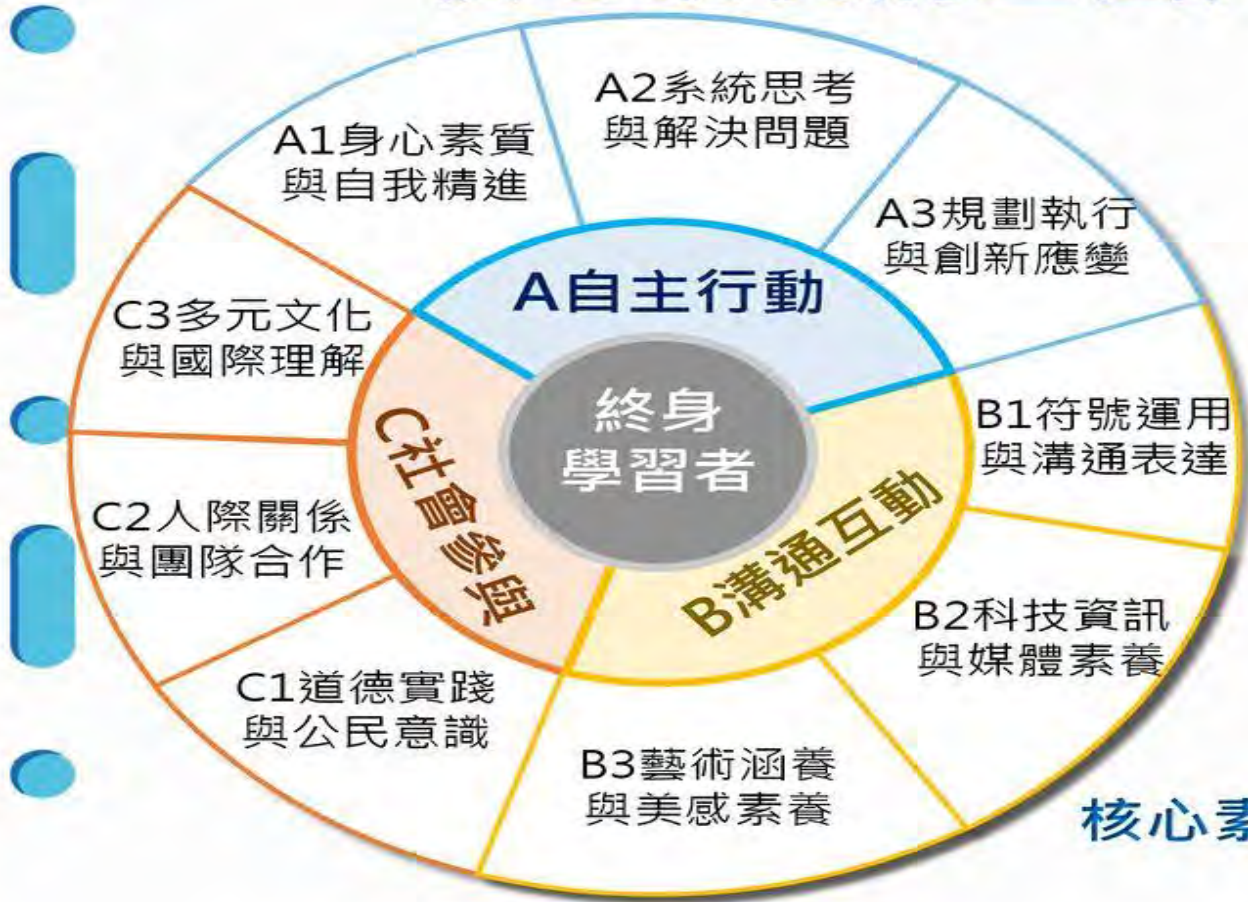 A1身心素質
與自我精進
A2系統思考
與解決問題
A3規劃執行
與創新應變
A自主行動
B1符號運用
與溝通表達
B2科技資訊
與媒體素養
B3藝術涵養
與美感素養
B溝通互動
C1道德實踐
與公民意識
C2人際關係
與團隊合作
C3多元文化
與國際理解
C社會參與
終身
學習者
核心素